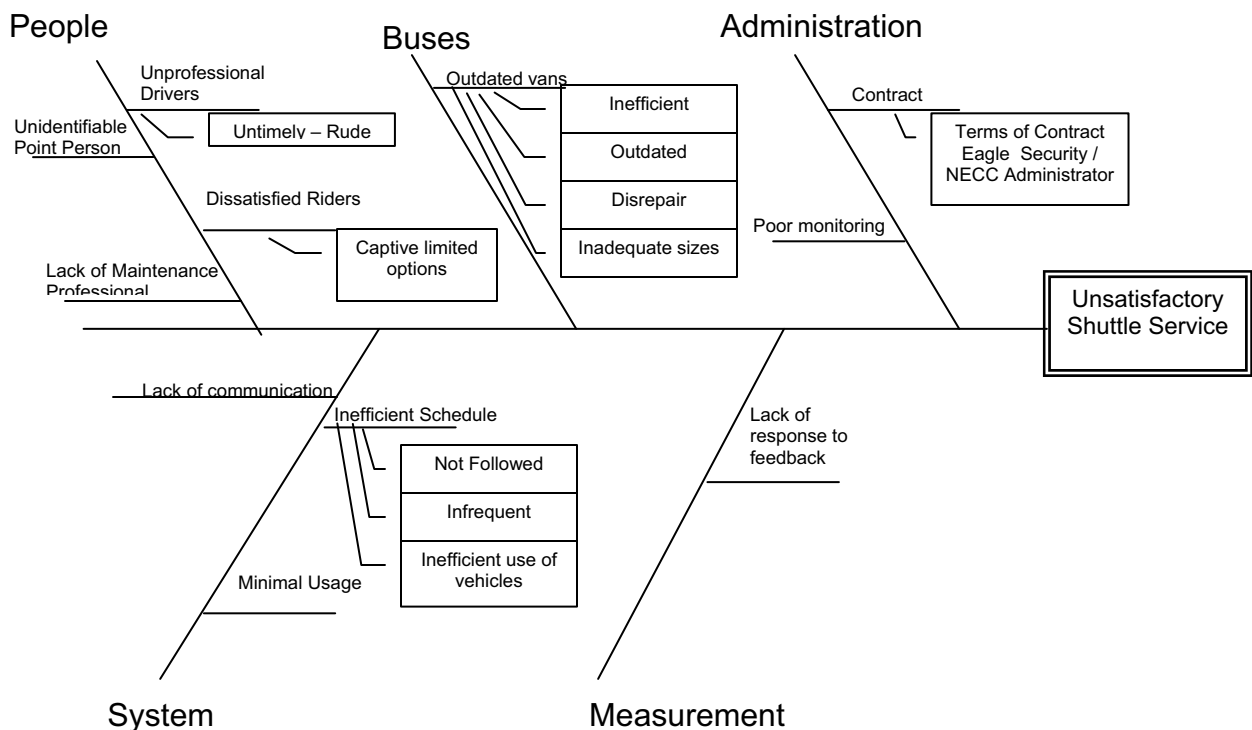 People
Buses
Administration
Unprofessional
Drivers
Untimely – Rude
Unidentifiable
Point Person
Dissatisfied Riders
Captive limited
options
Lack of Maintenance
Professional
Outdated vans
Inefficient
Outdated
Disrepair
Inadequate sizes
Contract
Terms of Contract
Eagle Security /
NECC Administrator
Poor monitoring
Unsatisfactory
Shuttle Service
Lack of communication
Inefficient Schedule
Not Followed
Infrequent
Inefficient use of
vehicles
Minimal Usage
Lack of
response to
feedback
System
Measurement